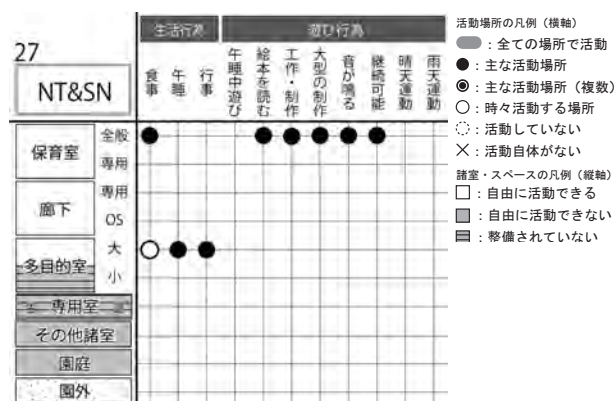 27
NT&SN
生活行為
遊び行為
食事
午睡
行事
午睡中遊び
絵本を読む
工作・制作
大型の制作
音が鳴る
継続可能
晴天運動
雨天運動
保育室
全般
専用
廊下
専用
OS
多目的室
大
小
専用室
その他諸室
園庭
園外
活動場所の凡例（横軸）
：全ての場所で活動
：主な活動場所
：主な活動場所（複数）
：時々活動する場所
：活動していない
：活動自体がない
諸室・スペースの凡例（縦軸）
：自由に活動できる
：自由に活動できない
：整備されていない